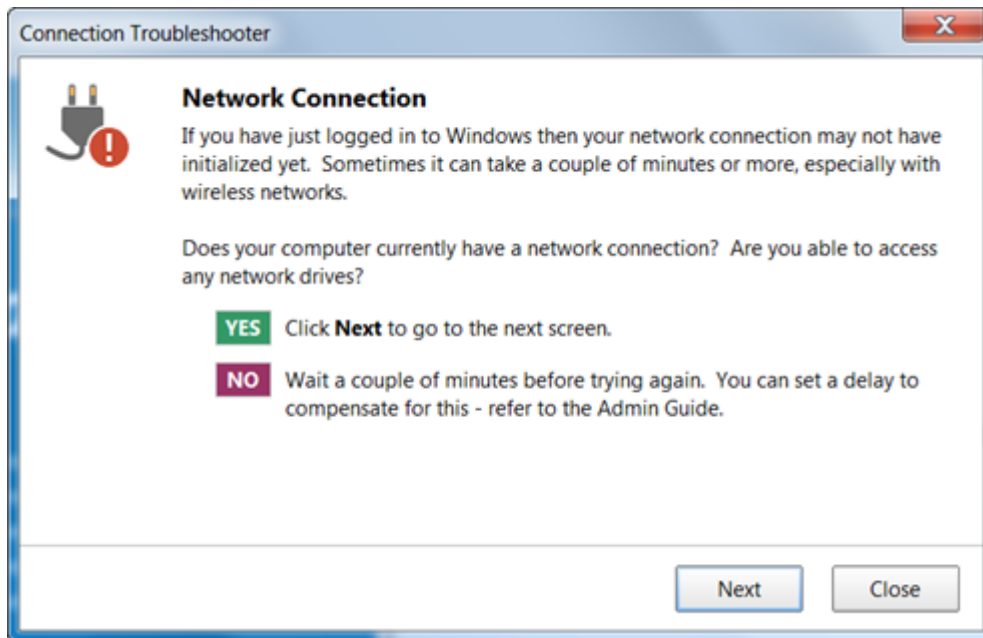 Connection Troubleshooter
Network Connection
If you have just logged in to Windows then your network connection may not have
initialized yet.  Sometimes it can take a couple of minutes or more, especially with
wireless networks.
Does your computer currently have a network connection?  Are you able to access
any network drives?
YES Click Next to go to the next screen.
NO Wait a couple of minutes before trying again.  You can set a delay to
compensate for this - refer to the Admin Guide.
Next Close